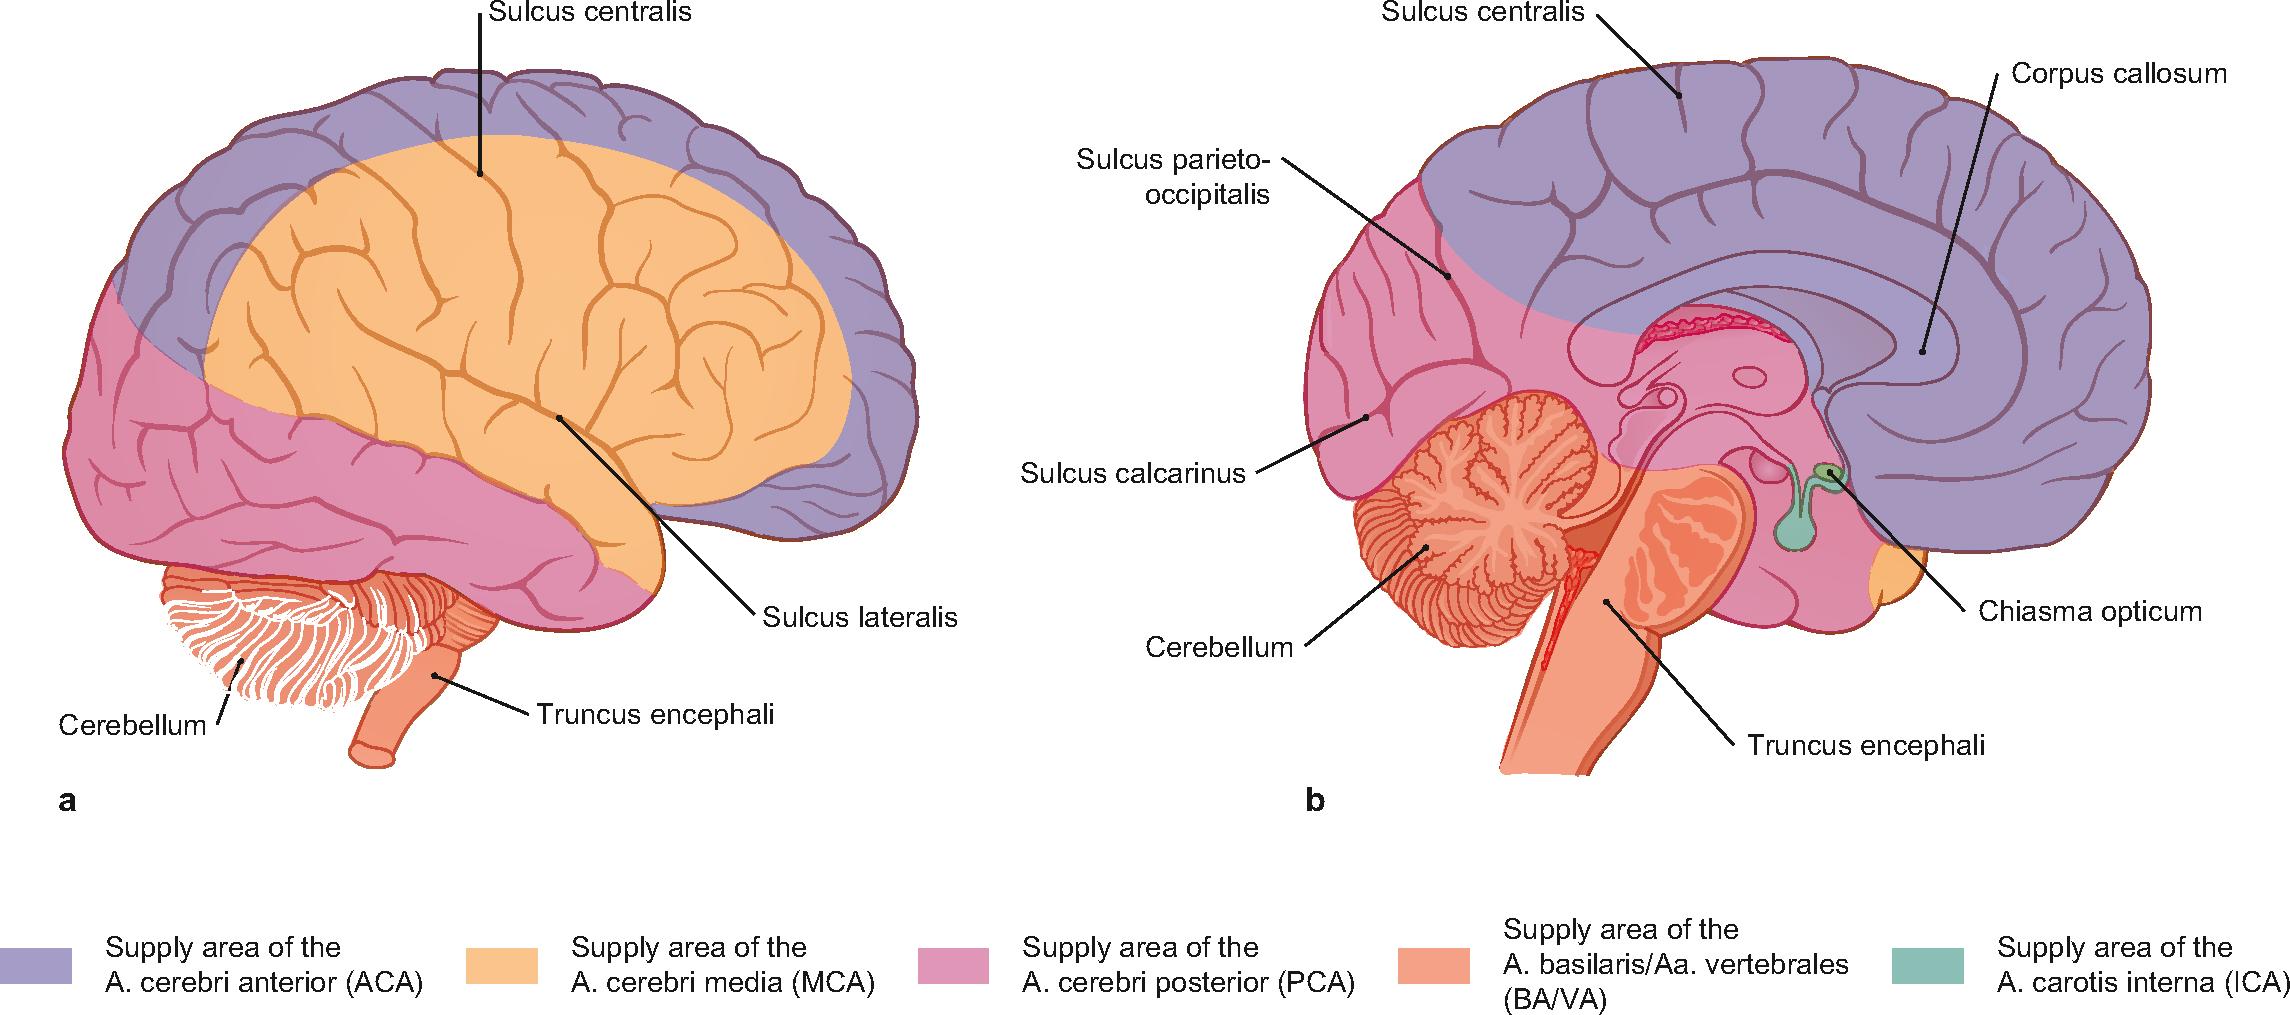 Sulcus centralis
Sulcus lateralis
Truncus encephali
Cerebellum
a
Sulcus centralis
Corpus callosum
Sulcus parieto-
occipitalis
Sulcus calcarinus
Chiasma opticum
Cerebellum
Truncus encephali
b
Supply area of the
A. cerebri anterior (ACA)
Supply area of the
A. cerebri media (MCA)
Supply area of the
A. cerebri posterior (PCA)
Supply area of the
A. basilaris/Aa. vertebrales
(BA/VA)
Supply area of the
A. carotis interna (ICA)